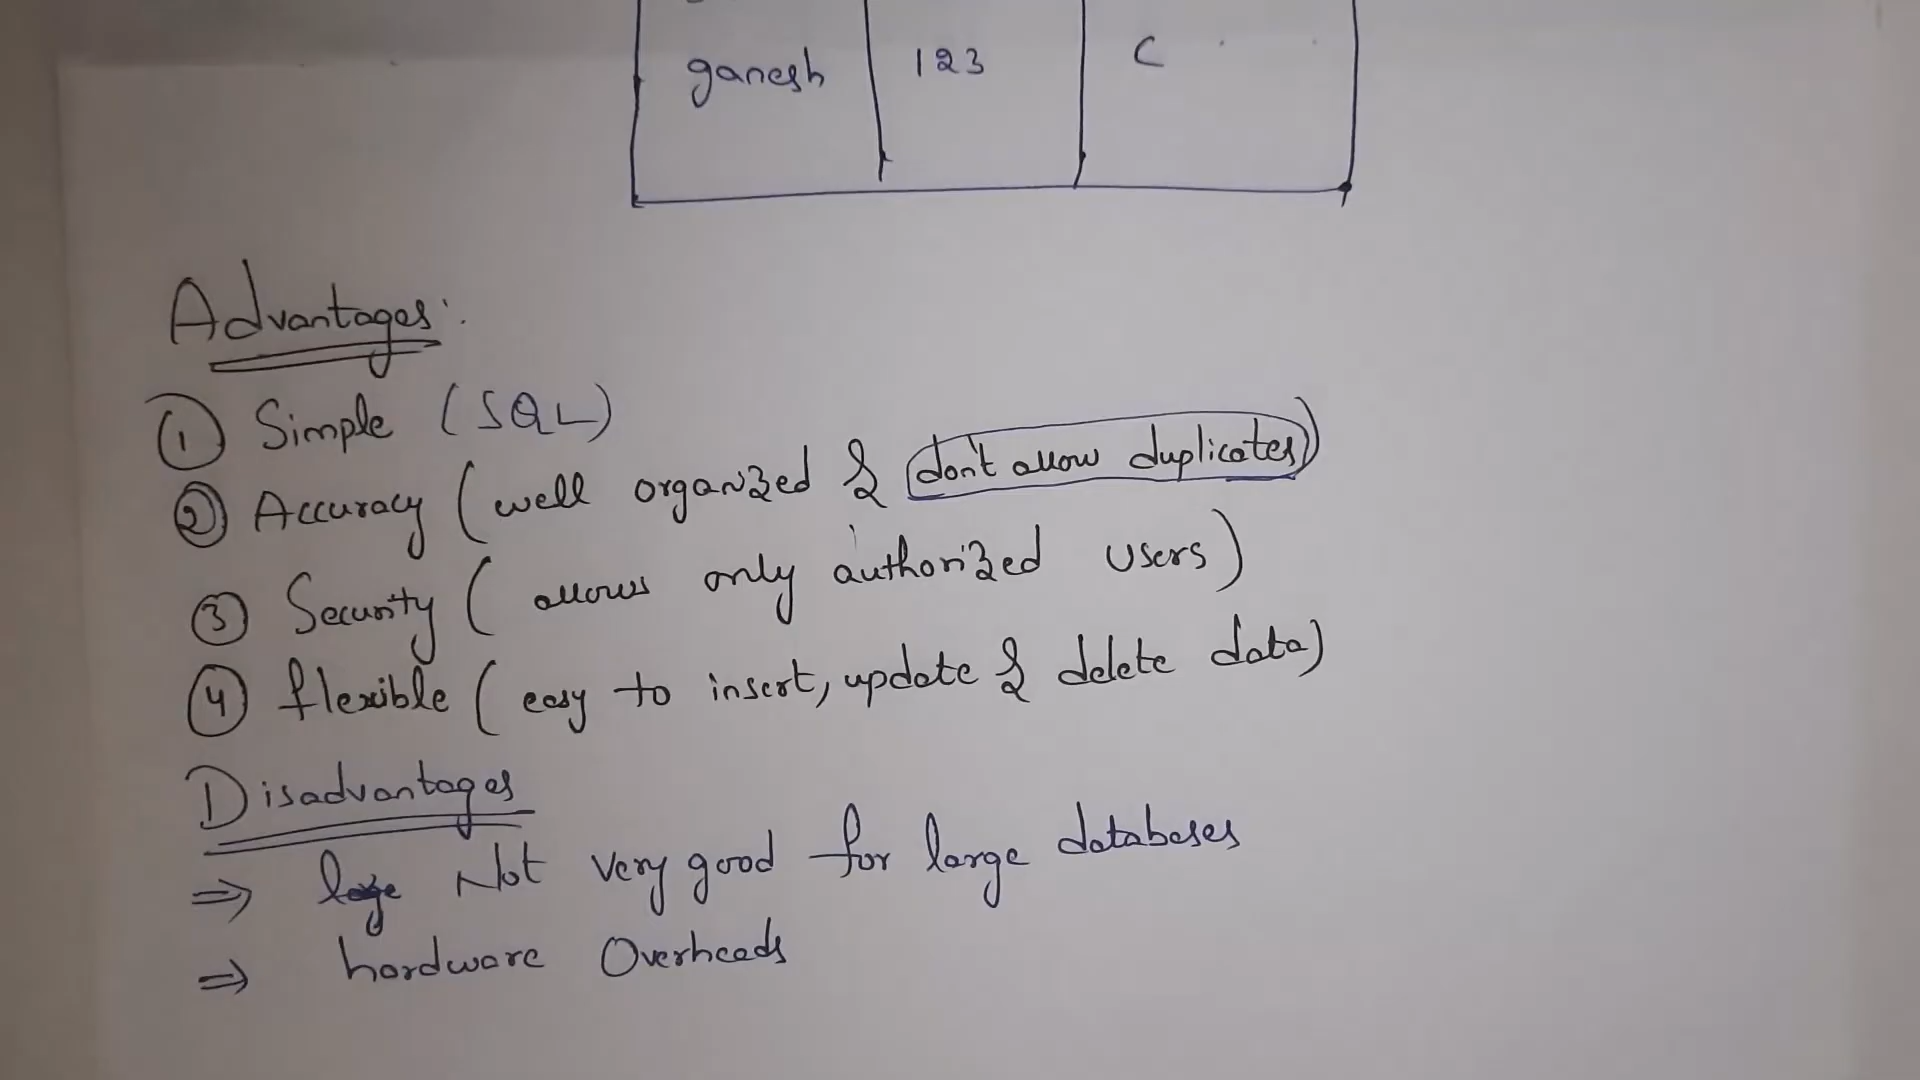 ganesh 123 C
Advantages:
① Simple (SQL)
② Accuracy (well organized & don't allow duplicates)
③ Security (allows only authorized users)
④ flexible (easy to insert, update & delete data)
Disadvantages
⇒ Not very good for large databases
⇒ hardware Overheads